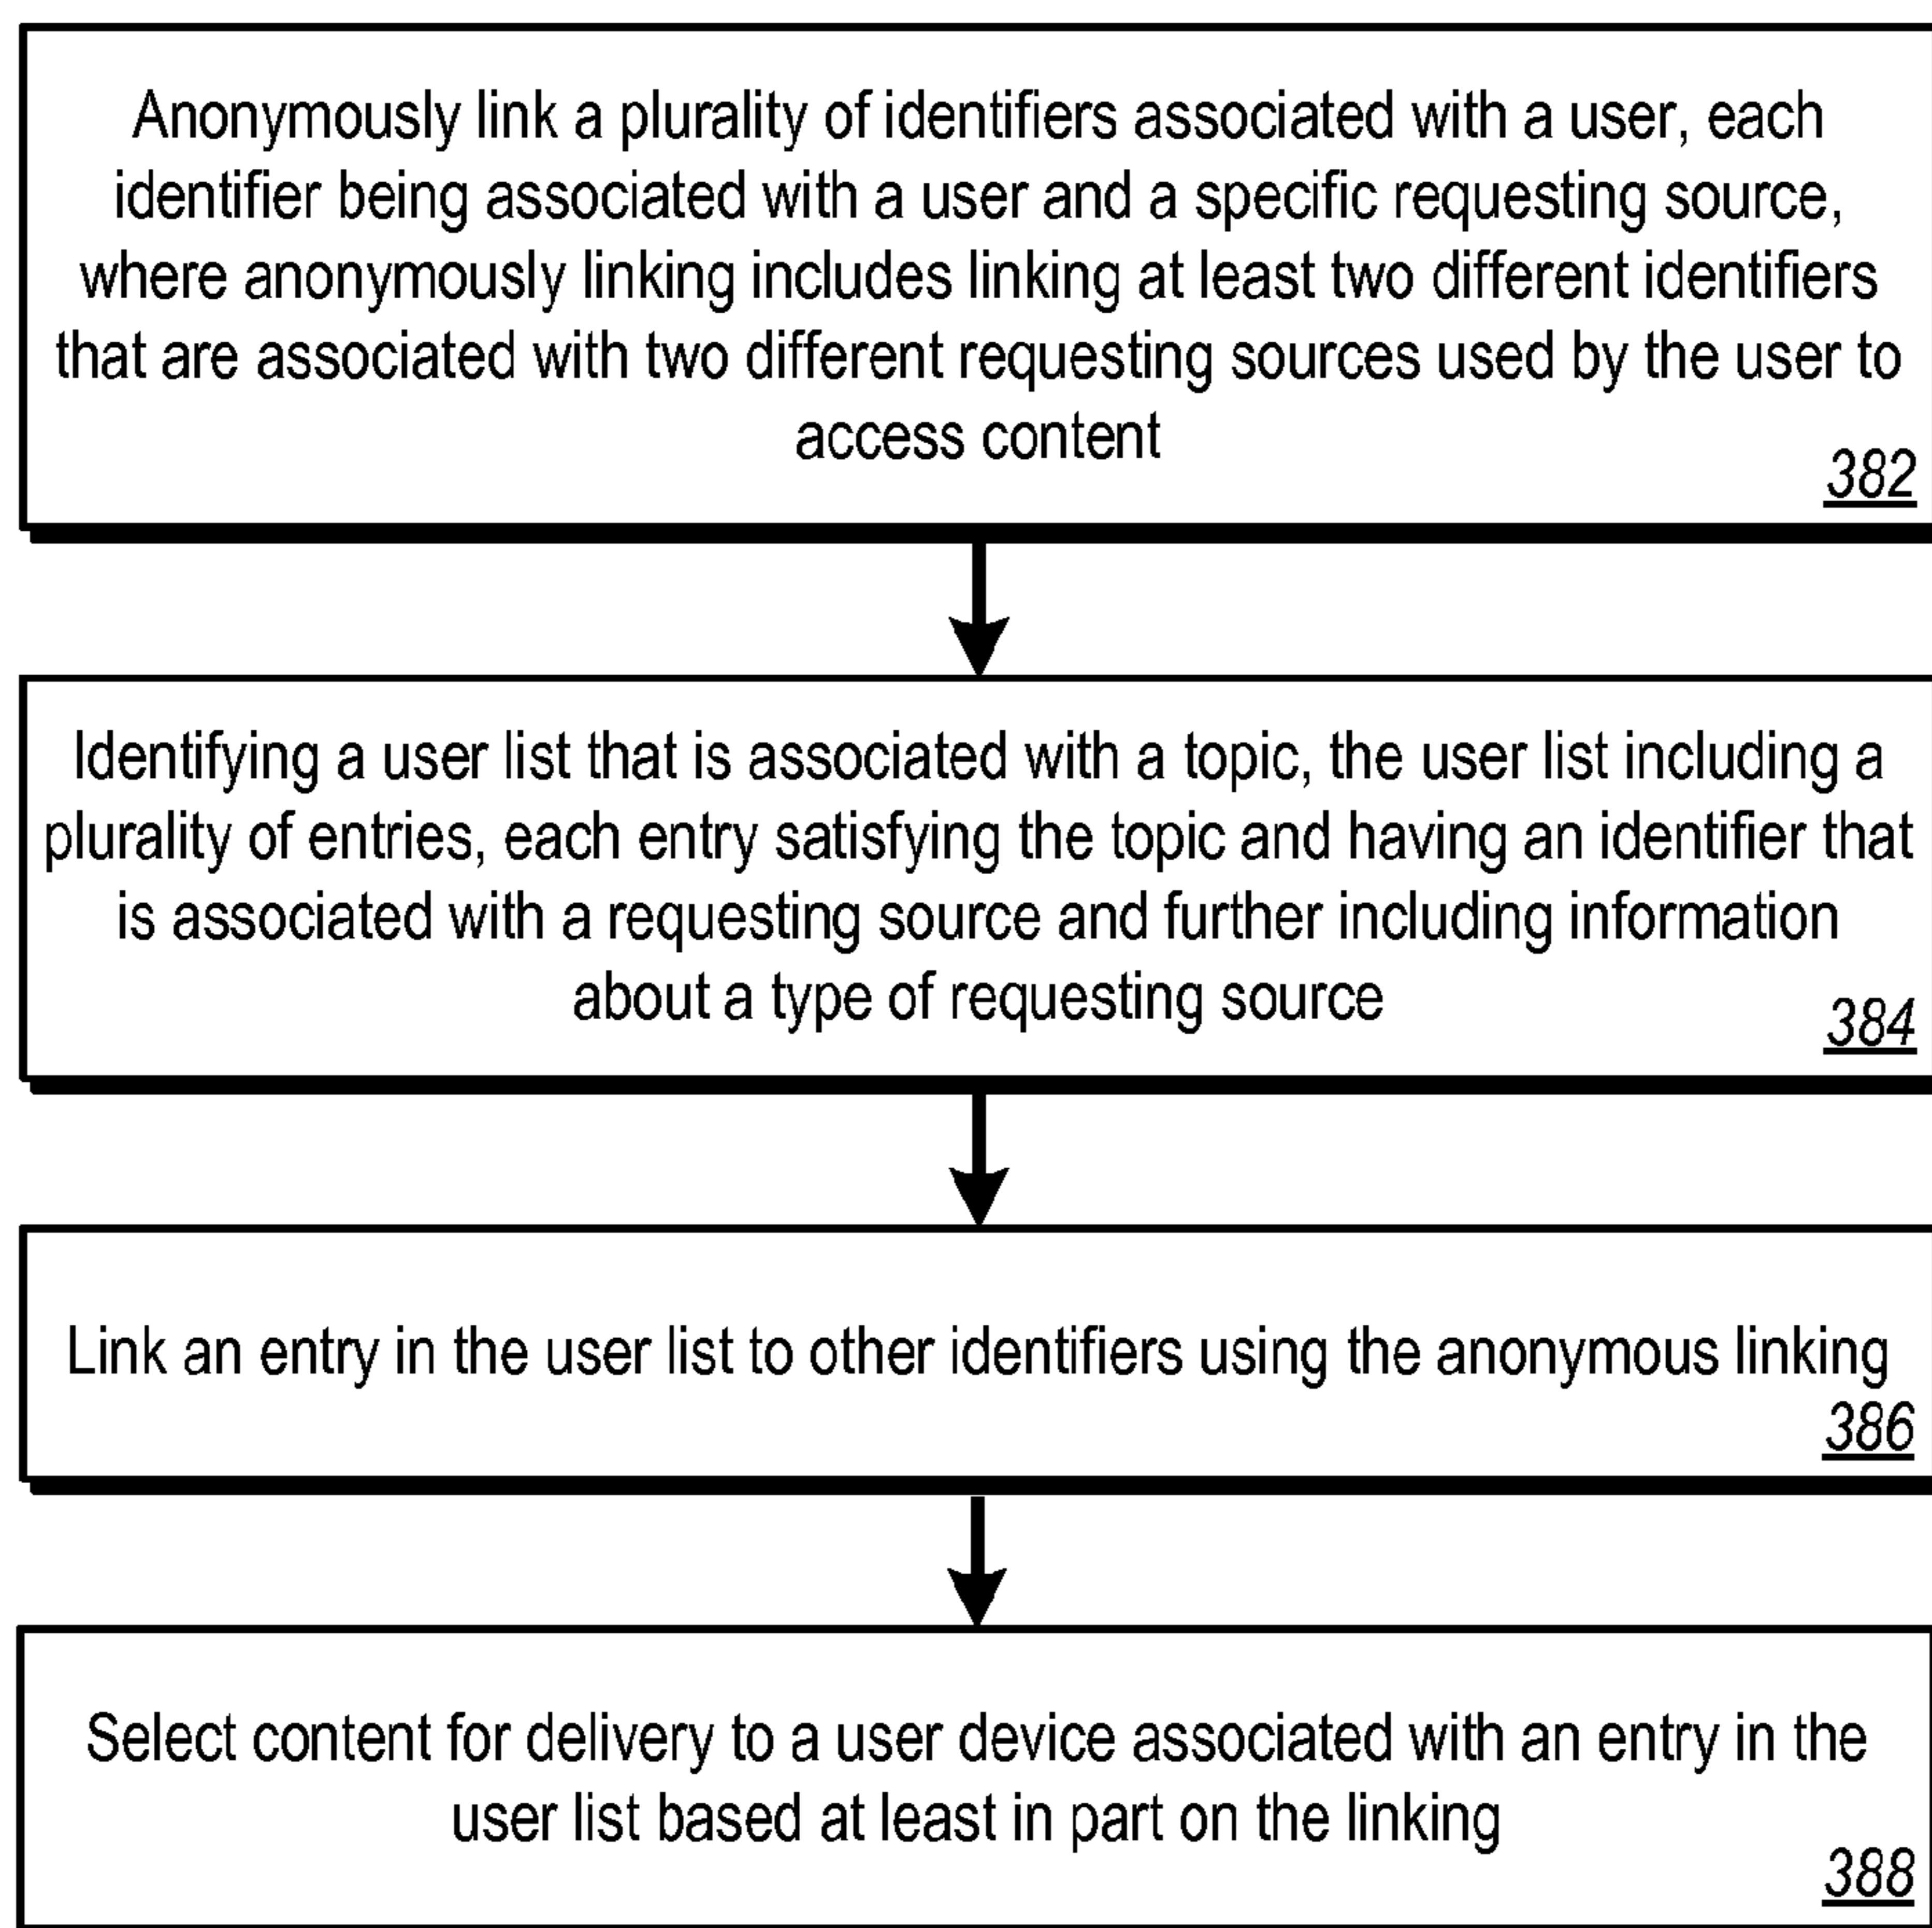 Anonymously link a plurality of identifiers associated with a user, each
identifier being associated with a user and a specific requesting source,
where anonymously linking includes linking at least two different identifiers
that are associated with two different requesting sources used by the user to
access content
382
Identifying a user list that is associated with a topic, the user list including a
plurality of entries, each entry satisfying the topic and having an identifier that
is associated with a requesting source and further including information
about a type of requesting source
384
Link an entry in the user list to other identifiers using the anonymous linking
386
Select content for delivery to a user device associated with an entry in the
user list based at least in part on the linking
388